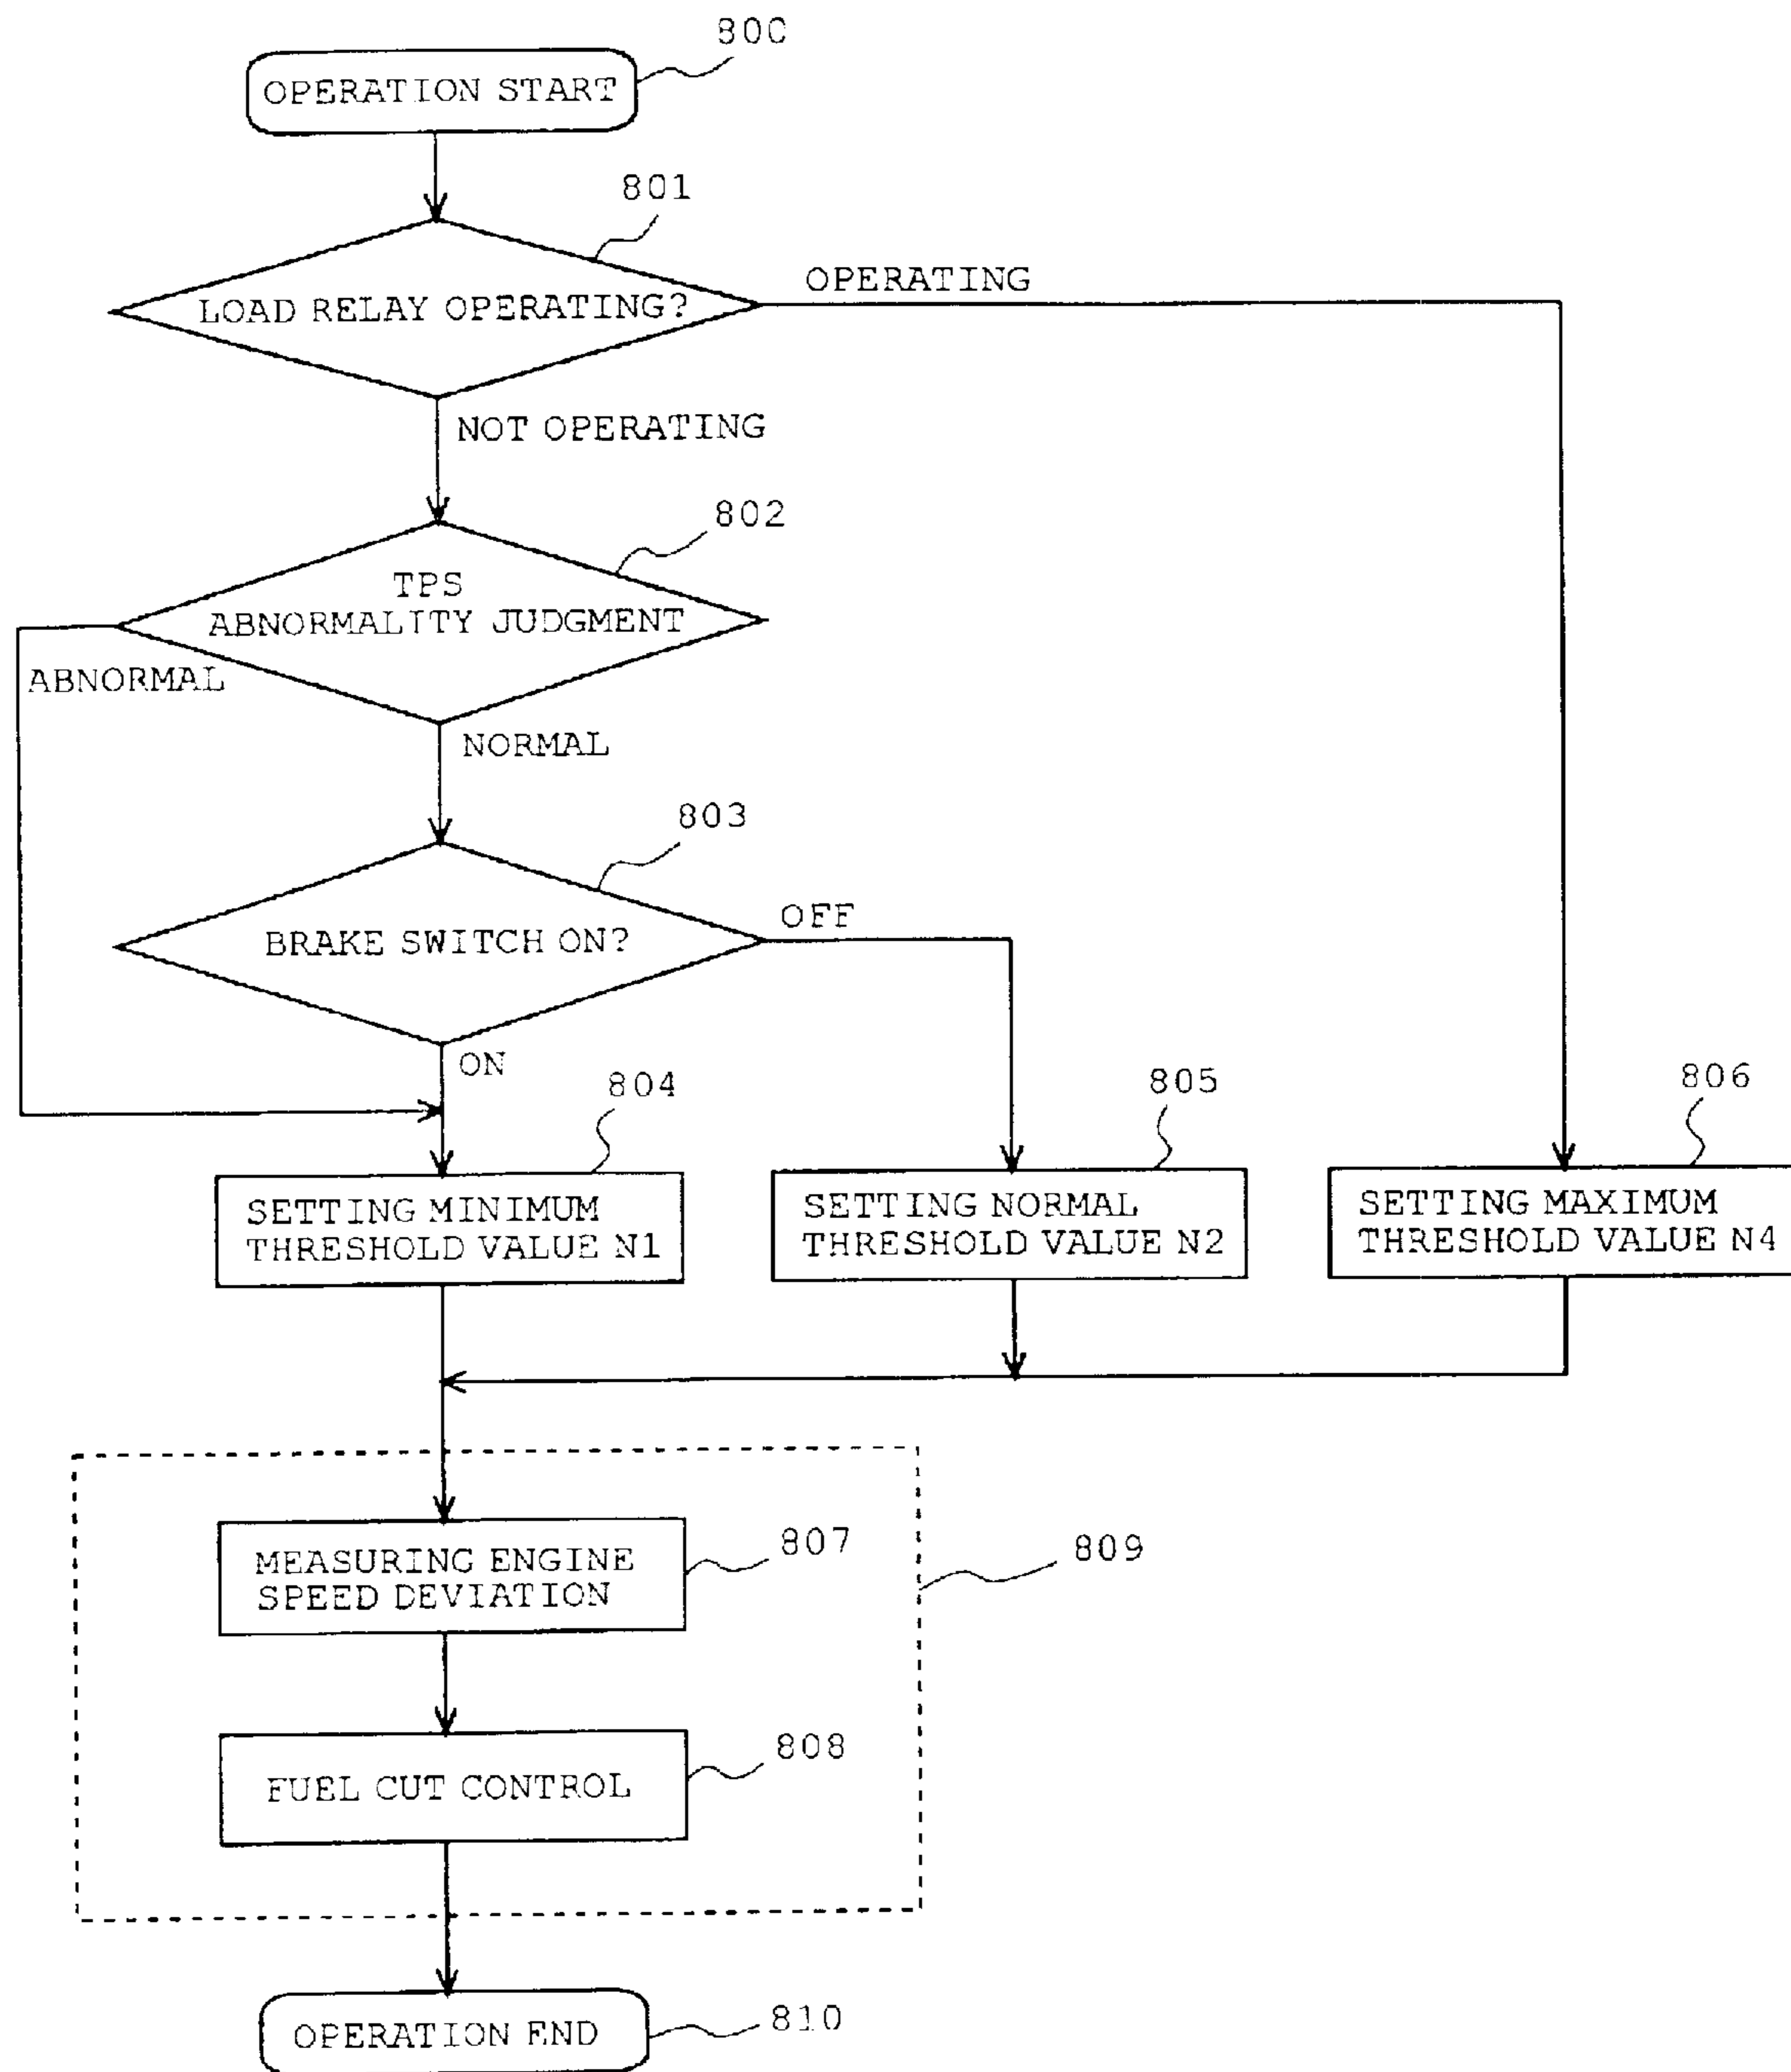 800
OPERATION START
801
LOAD RELAY OPERATING?
OPERATING
NOT OPERATING
802
TPS
ABNORMALITY JUDGMENT
ABNORMAL
NORMAL
803
BRAKE SWITCH ON?
OFF
ON
804
SETTING MINIMUM
THRESHOLD VALUE N1
805
SETTING NORMAL
THRESHOLD VALUE N2
806
SETTING MAXIMUM
THRESHOLD VALUE N4
807
MEASURING ENGINE
SPEED DEVIATION
809
808
FUEL CUT CONTROL
OPERATION END
810